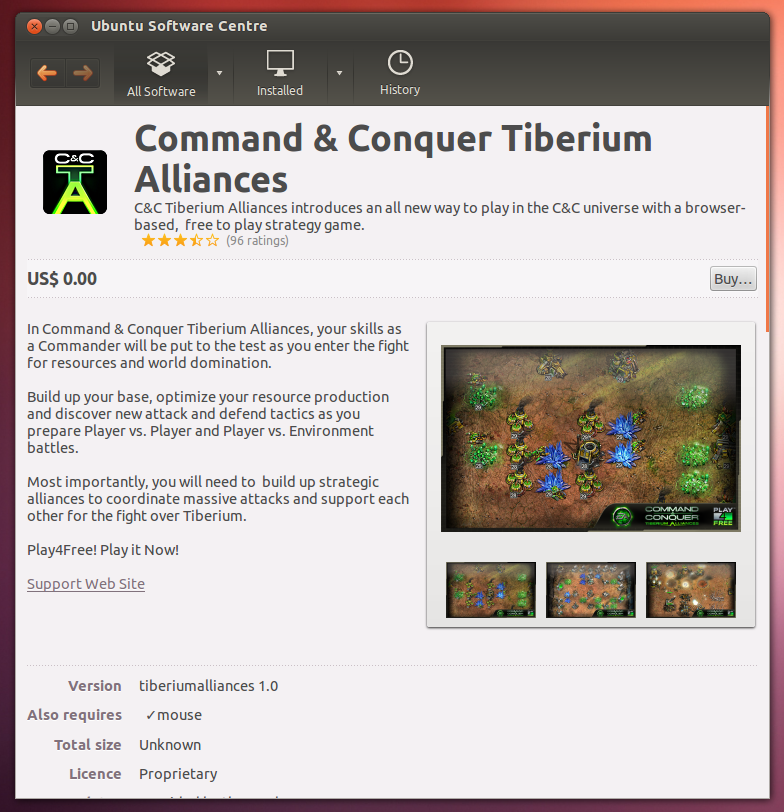 Ubuntu Software Centre
All Software
Installed
History
C&C
TA
Command & Conquer Tiberium
Alliances
C&C Tiberium Alliances introduces an all new way to play in the C&C universe with a browser-
based,  free to play strategy game.
(96 ratings)
US$ 0.00
Buy...
In Command & Conquer Tiberium Alliances, your skills as
a Commander will be put to the test as you enter the fight
for resources and world domination.
Build up your base, optimize your resource production
and discover new attack and defend tactics as you
prepare Player vs. Player and Player vs. Environment
battles.
Most importantly, you will need to  build up strategic
alliances to coordinate massive attacks and support each
other for the fight over Tiberium.
Play4Free! Play it Now!
Support Web Site
COMMAND
CONQUER
TIBERIUM ALLIANCES
PLAY
4
FREE
Version tiberiumalliances 1.0
Also requires ✓mouse
Total size Unknown
Licence Proprietary